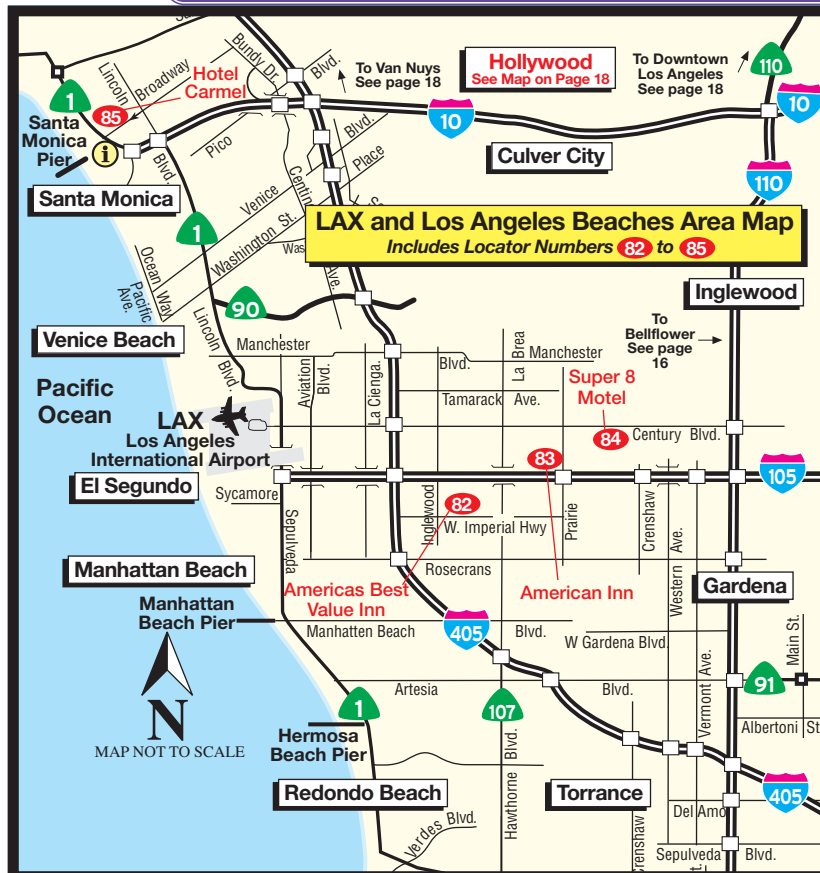 Bundy Dr.
Blvd.
Lincoln
Blvd.
Broadway
Hotel
Carmel
To Van Nuys
See page 18
Hollywood
See Map on Page 18
To Downtown
Los Angeles
See page 18
110
10
1
85
Santa
Monica
Pier
i
Pico
Blvd.
Place
10
Culver City
110
Santa Monica
Venice
Washington St.
1
LAX and Los Angeles Beaches Area Map
Includes Locator Numbers 82 to 85
Ave.
Ocean Way
Pacific
Ave.
90
Inglewood
Venice Beach
Lincoln Blvd.
Manchester
Blvd.
Manchester
La Brea
Ave.
To
Bellflower
See page
16
Aviation
Blvd.
La Cienga.
Tamarack
Super 8
Motel
Pacific
Ocean
LAX
Los Angeles
International Airport
84
Century Blvd.
83
El Segundo
Sycamore
105
82
Inglewood
W. Imperial Hwy
Prairie
Crenshaw
Western Ave.
Sepulveda
Rosecrans
Manhattan Beach
Americas Best
Value Inn
American Inn
Gardena
Manhattan
Beach Pier
Manhatten Beach
Blvd.
405
W Gardena Blvd.
Main St.
Vermont Ave.
N
MAP NOT TO SCALE
Artesia
Blvd.
91
1
107
Albertoni St
Hermosa
Beach Pier
Hawthorne Blvd.
Redondo Beach
Torrance
405
Del Amo
Verdes Blvd.
Crenshaw
Sepulveda
Blvd.